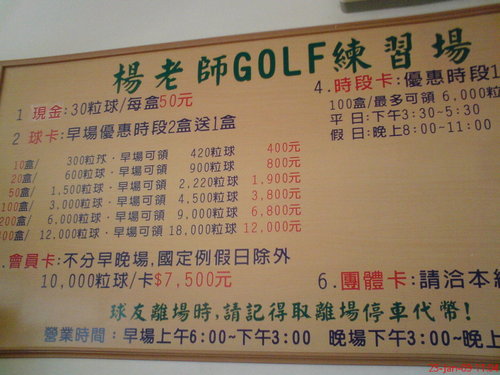 楊老師GOLF練習場
1 現金:30粒球/每盒50元
2 球卡:早場優惠時段2盒送1盒
10盒/ 300粒球·早場可領 420粒球 400元
20盒/ 600粒球·早場可領 900粒球 800元
50盒/ 1,500粒球·早場可領 2,220粒球 1,900元
100盒/ 3,000粒球·早場可領 4,500粒球 3,800元
200盒/ 6,000粒球·早場可領 9,000粒球 6,800元
00盒/ 12,000粒球·早場可領 18,000粒球 12,000元
.會員卡:不分早晚場,國定例假日除外
10,000粒球/卡$7,500元
4.時段卡:優惠時段1
100盒/最多可領 6,000粒
平 日:下午3:30~5:30
假 日:晚上8:00~11:00
6.團體卡:請洽本
球友離場時,請記得取離場停車代幣!
營業時間:早場上午6:00~下午3:00 晚場下午3:00~晚上